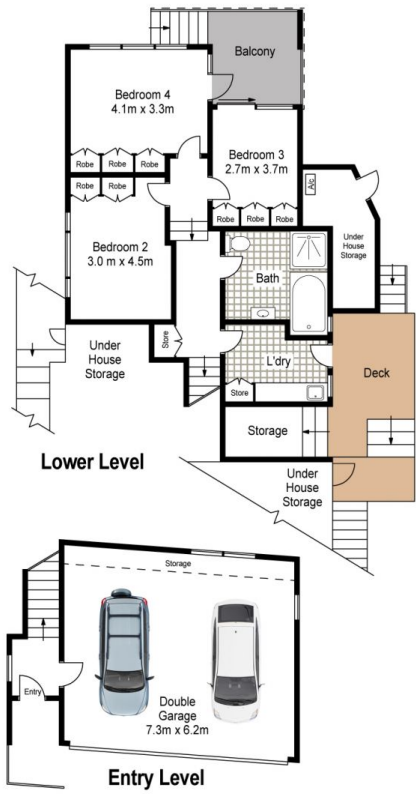 Balcony
Bedroom 4
4.1m x 3.3m
Bedroom 3
2.7m x 3.7m
Robe
Robe
Robe
Robe
Robe
A/c
Robe
Robe
Robe
Bedroom 2
3.0 m x 4.5m
Under
House
Storage
Bath
Under
House
Storage
Store
L'dry
Deck
Store
Storage
Lower Level
Under
House
Storage
Storage
Entry
Double
Garage
7.3m x 6.2m
Entry Level